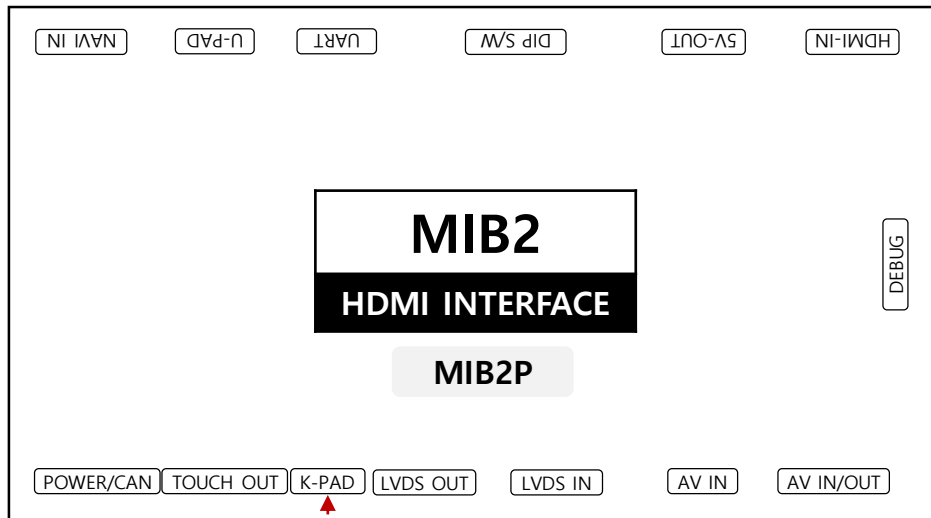 NAVI IN
U-PAD
UART
DIP S/W
5V-OUT
HDMI-IN
MIB2
HDMI INTERFACE
MIB2P
DEBUG
POWER/CAN
TOUCH OUT
K-PAD
LVDS OUT
LVDS IN
AV IN
AV IN/OUT